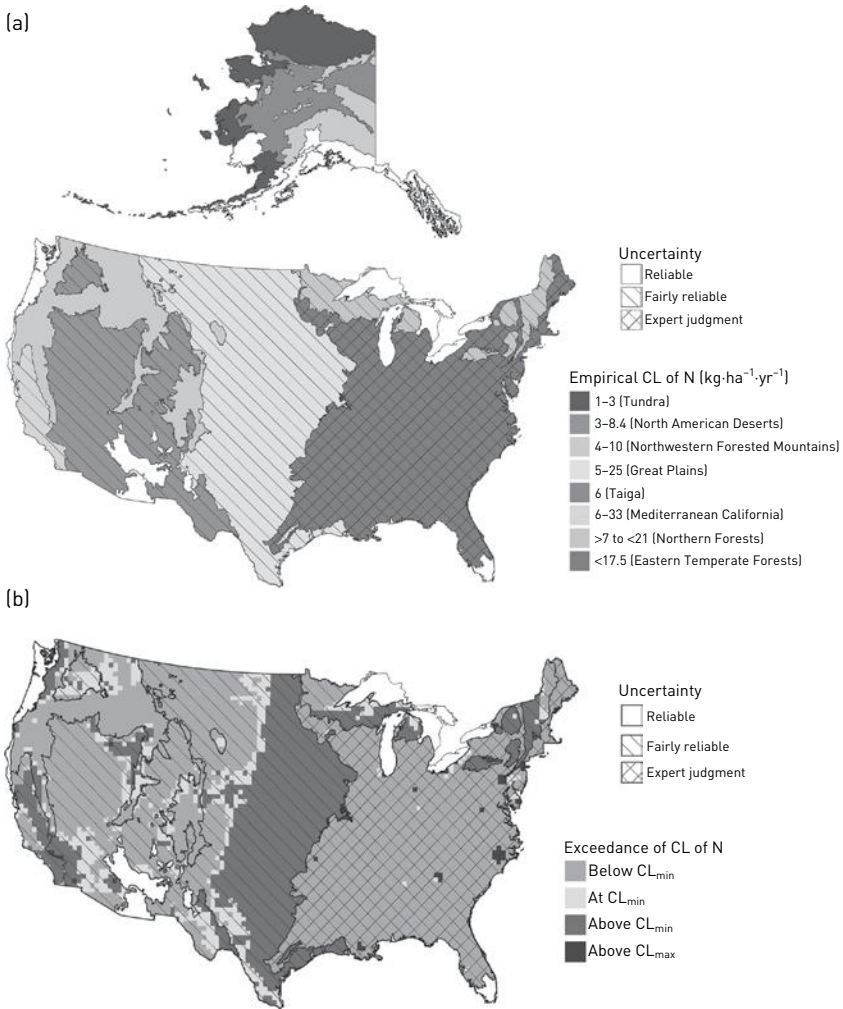 (a)
Uncertainty
Reliable
Fairly reliable
Expert judgment
Empirical CL of N (kg·ha⁻¹·yr⁻¹)
1–3 (Tundra)
3–8.4 (North American Deserts)
4–10 (Northwestern Forested Mountains)
5–25 (Great Plains)
6 (Taiga)
6–33 (Mediterranean California)
>7 to <21 (Northern Forests)
<17.5 (Eastern Temperate Forests)
(b)
Uncertainty
Reliable
Fairly reliable
Expert judgment
Exceedance of CL of N
Below CLmin
At CLmin
Above CLmin
Above CLmax